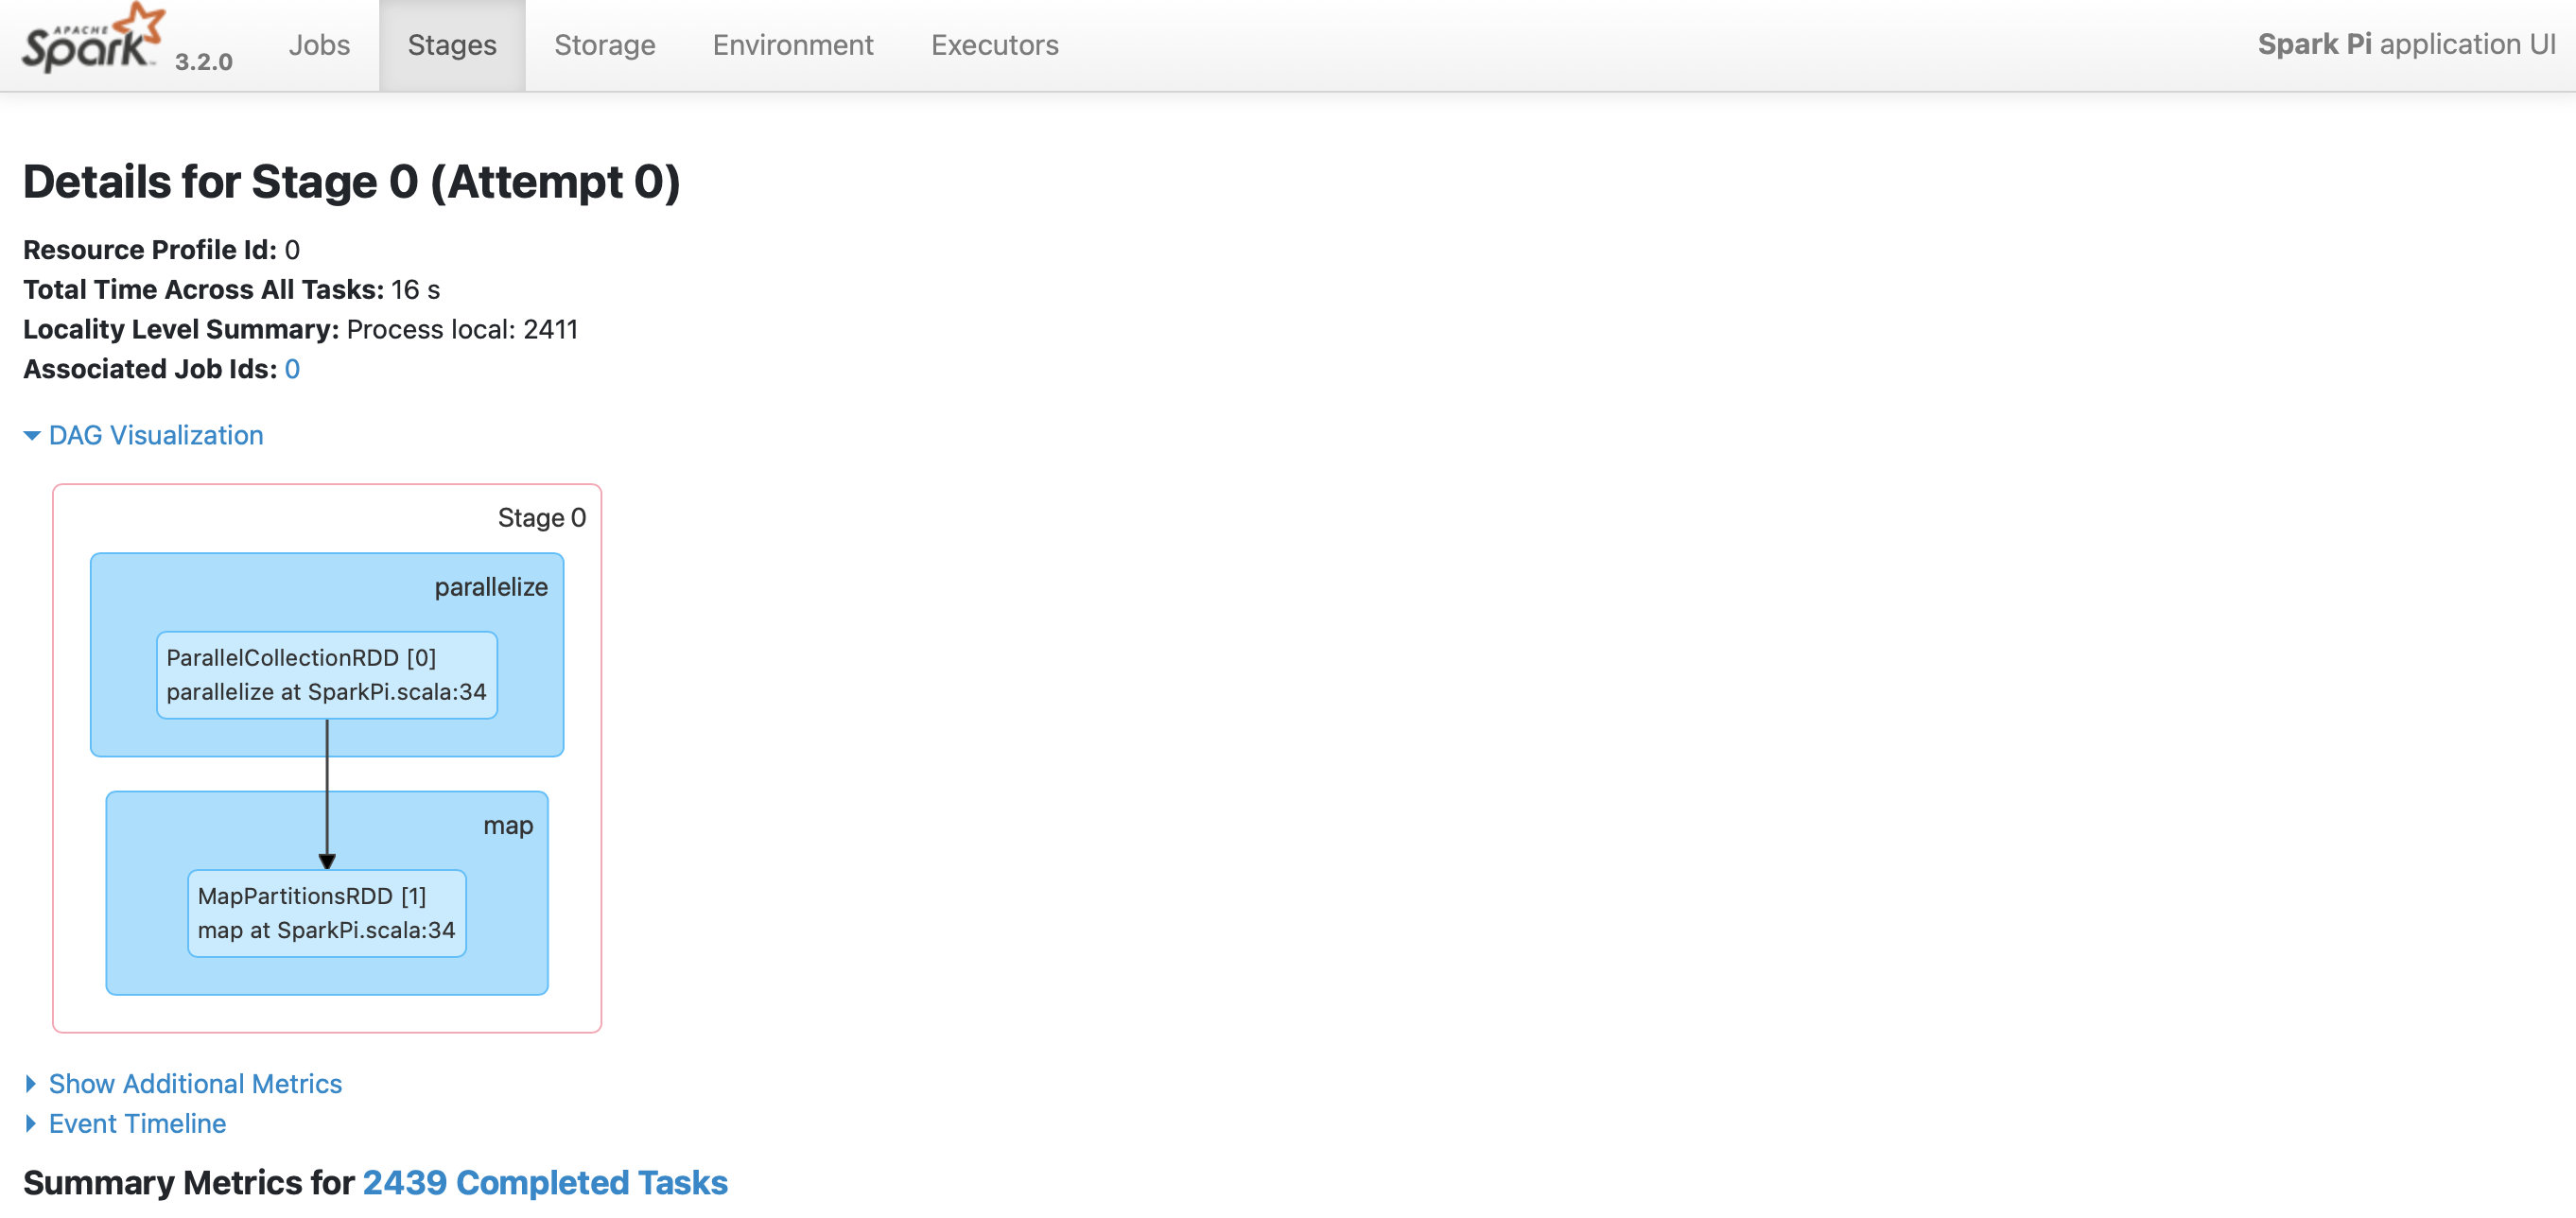 APACHE
Spark™ 3.2.0 Jobs Stages Storage Environment Executors Spark Pi application UI
Details for Stage 0 (Attempt 0)
Resource Profile Id: 0
Total Time Across All Tasks: 16 s
Locality Level Summary: Process local: 2411
Associated Job Ids: 0
DAG Visualization
Stage 0
parallelize
ParallelCollectionRDD [0]
parallelize at SparkPi.scala:34
map
MapPartitionsRDD [1]
map at SparkPi.scala:34
Show Additional Metrics
Event Timeline
Summary Metrics for 2439 Completed Tasks